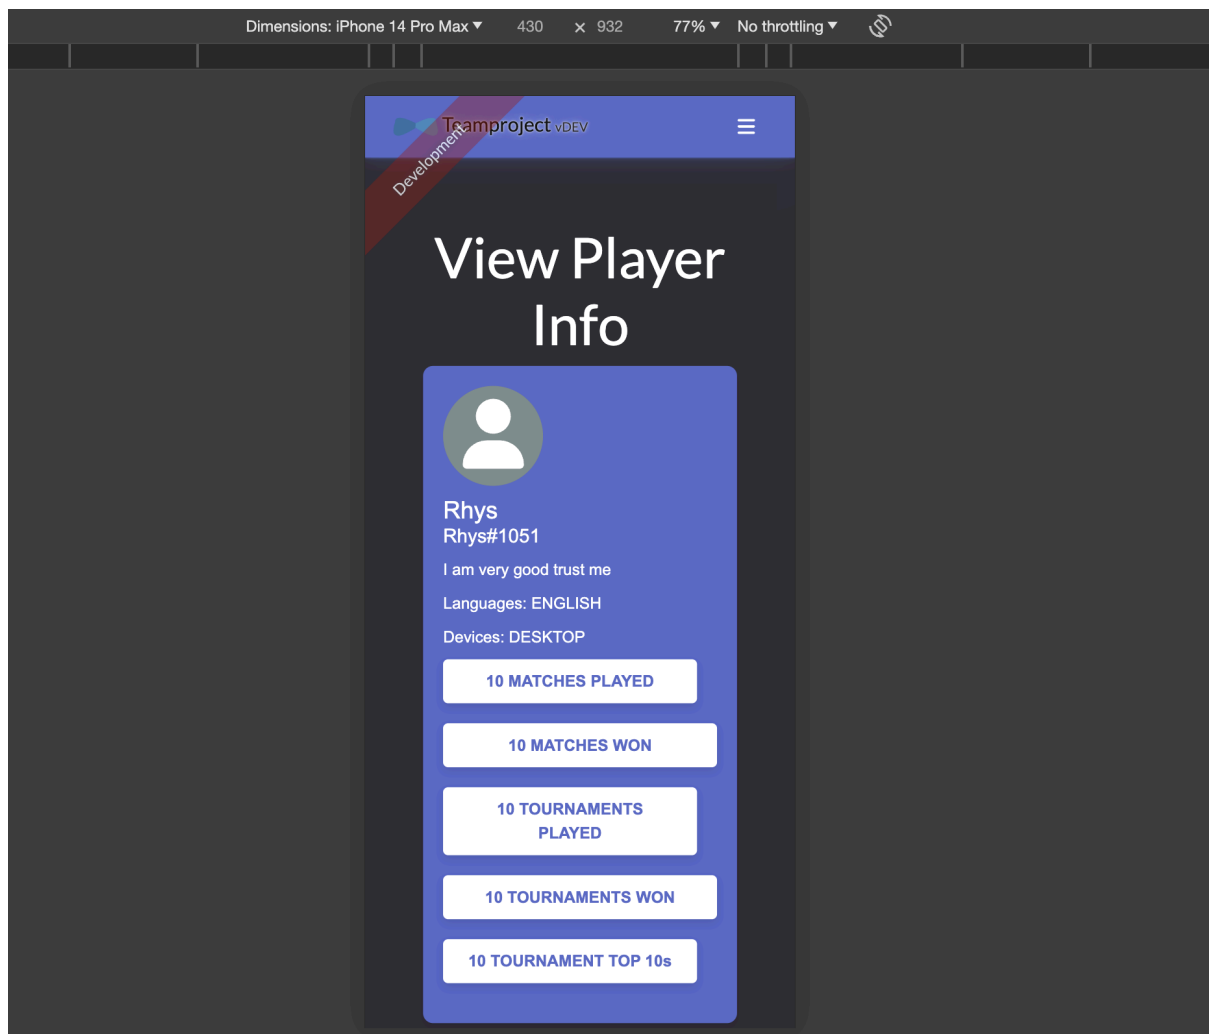 Dimensions: iPhone 14 Pro Max 430 × 932 77% No throttling
Teamproject vDEV
Development
View Player
Info
Rhys
Rhys#1051
I am very good trust me
Languages: ENGLISH
Devices: DESKTOP
10 MATCHES PLAYED
10 MATCHES WON
10 TOURNAMENTS
PLAYED
10 TOURNAMENTS WON
10 TOURNAMENT TOP 10s